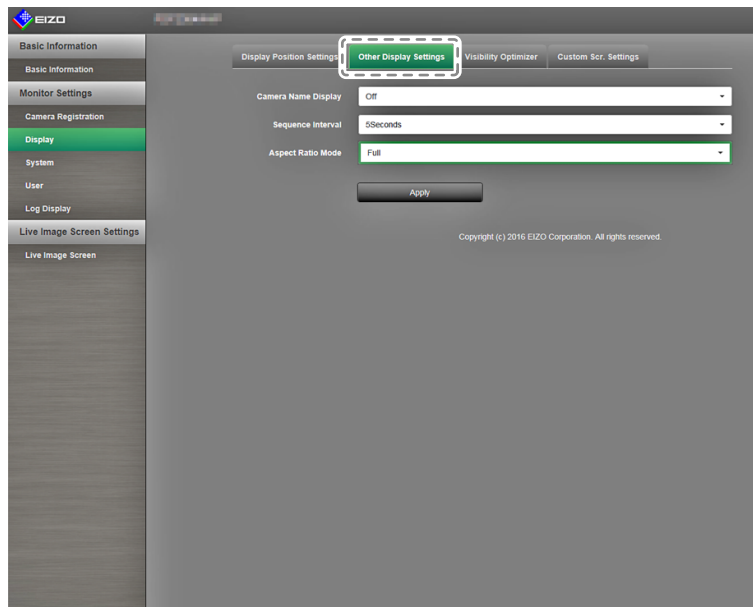 EIZO
Basic Information
Basic Information
Monitor Settings
Camera Registration
Display
System
User
Log Display
Live Image Screen Settings
Live Image Screen
Display Position Settings
Other Display Settings
Visibility Optimizer
Custom Scr. Settings
Camera Name Display
Off
Sequence Interval
5Seconds
Aspect Ratio Mode
Full
Apply
Copyright (c) 2016 EIZO Corporation. All rights reserved.